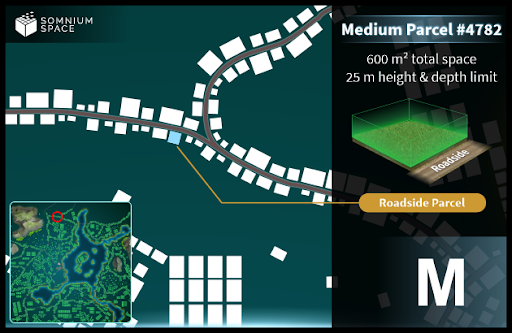 SOMNIUM
SPACE
Medium Parcel #4782
600 m² total space
25 m height & depth limit
Roadside
Roadside Parcel
M